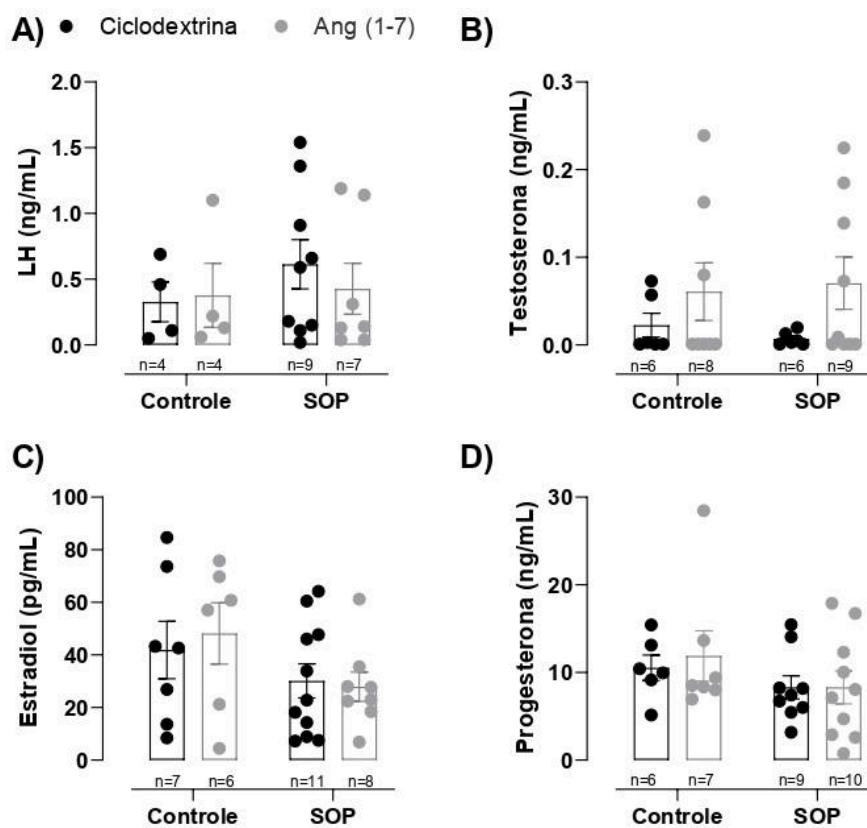 A) ● Ciclodextrina ● Ang (1-7)
2.0
1.5
1.0
0.5
0.0
LH (ng/mL)
n=4 n=4 n=9 n=7
Controle SOP
B)
0.3
0.2
0.1
0.0
Testosterona (ng/mL)
n=6 n=8 n=6 n=9
Controle SOP
C)
100
80
60
40
20
0
Estradiol (pg/mL)
n=7 n=6 n=11 n=8
Controle SOP
D)
30
20
10
0
Progesterona (ng/mL)
n=6 n=7 n=9 n=10
Controle SOP